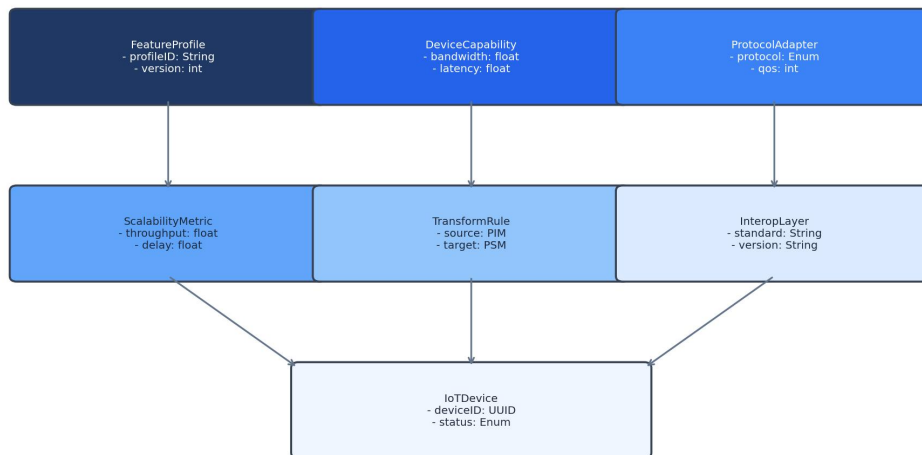 FeatureProfile
- profileID: String
- version: int
DeviceCapability
- bandwidth: float
- latency: float
ProtocolAdapter
- protocol: Enum
- qos: int
ScalabilityMetric
- throughput: float
- delay: float
TransformRule
- source: PIM
- target: PSM
InteropLayer
- standard: String
- version: String
IoTDevice
- deviceID: UUID
- status: Enum